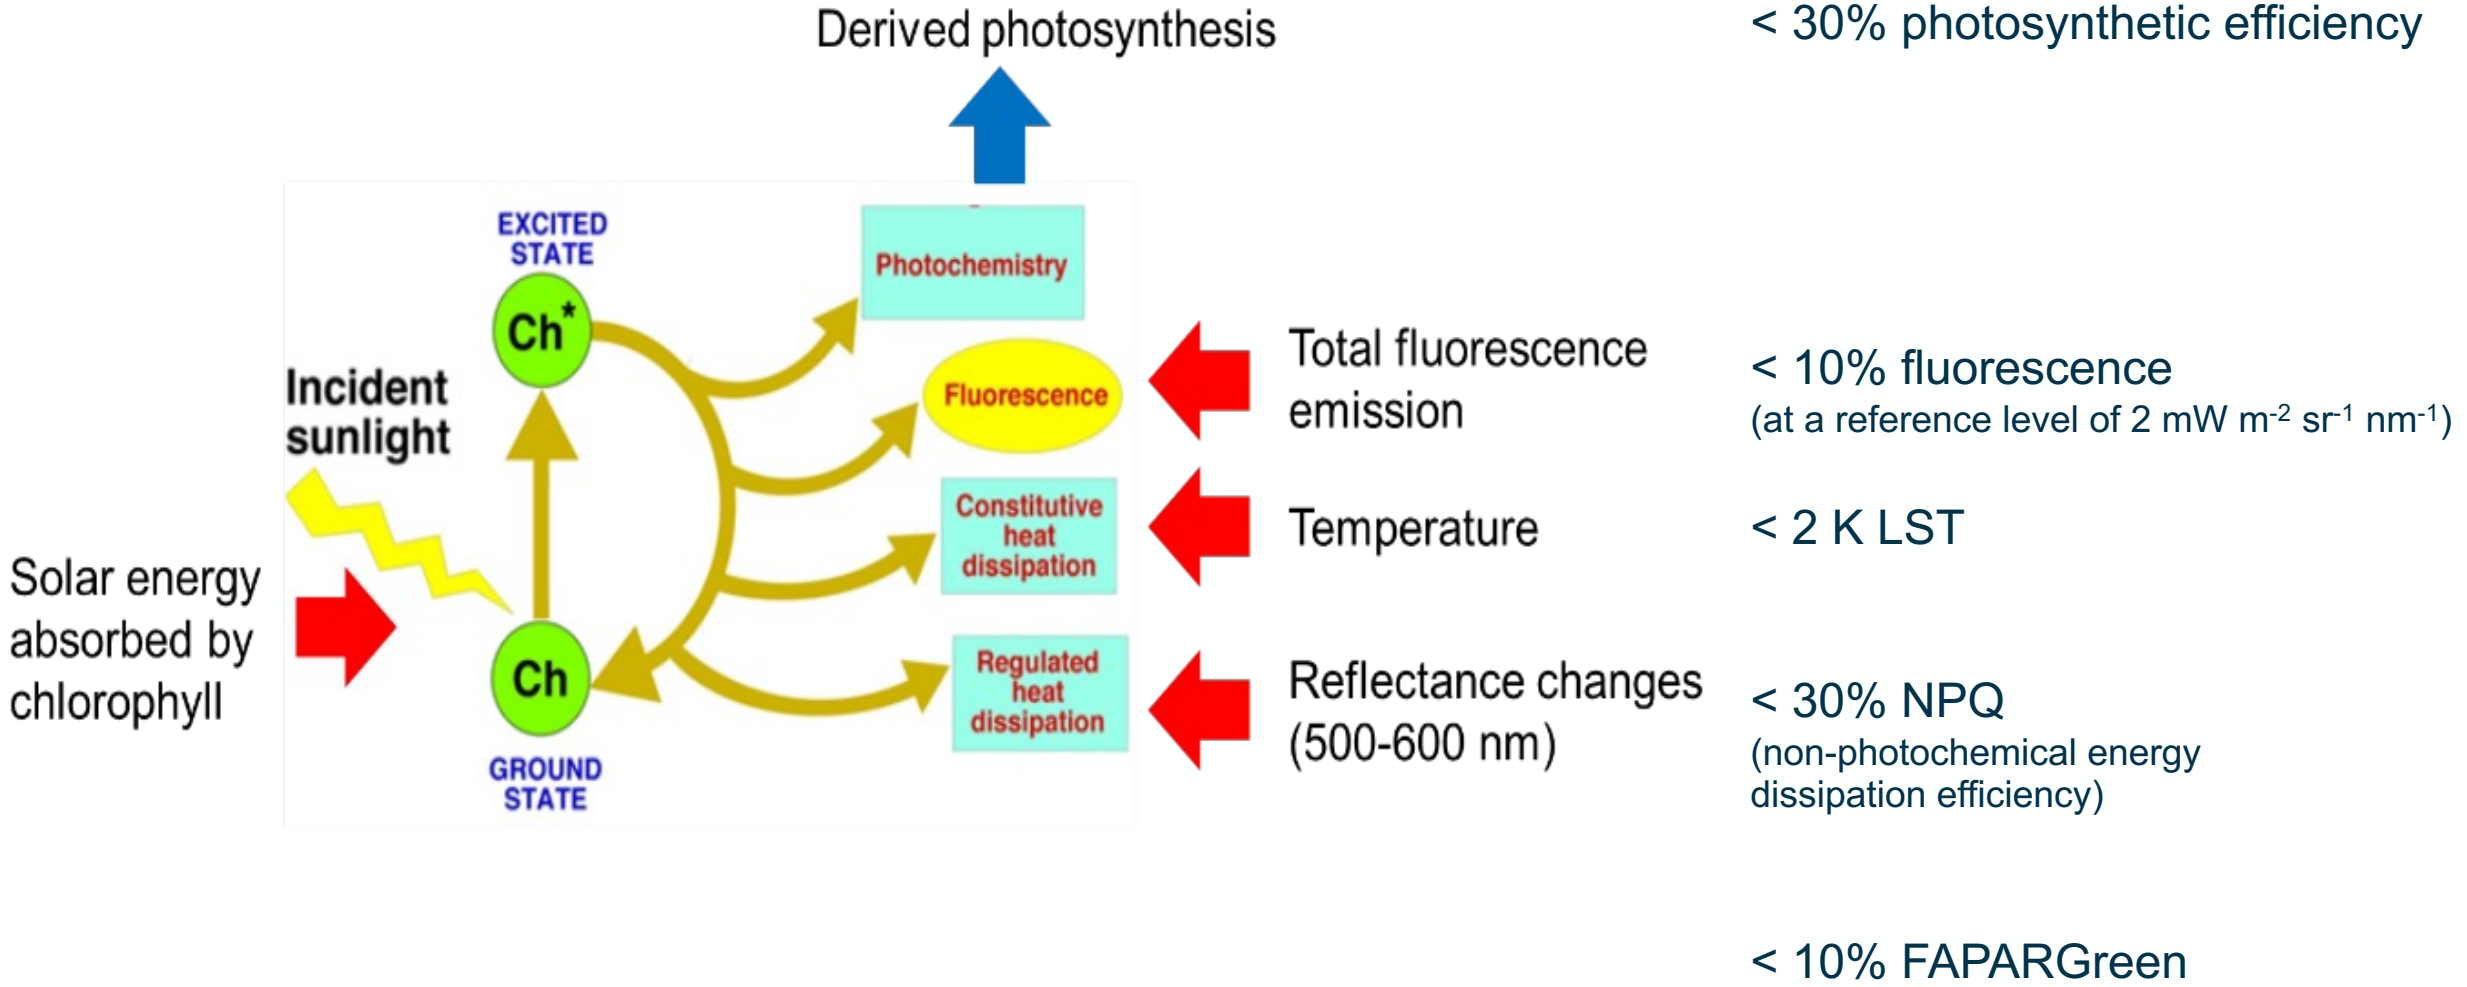 Derived photosynthesis
< 30% photosynthetic efficiency
EXCITED
STATE
Ch*
Photochemistry
Incident
sunlight
Fluorescence
Total fluorescence
emission
< 10% fluorescence
(at a reference level of 2 mW m⁻² sr⁻¹ nm⁻¹)
Constitutive
heat
dissipation
Temperature
< 2 K LST
Solar energy
absorbed by
chlorophyll
Ch
GROUND
STATE
Regulated
heat
dissipation
Reflectance changes
(500-600 nm)
< 30% NPQ
(non-photochemical energy
dissipation efficiency)
< 10% FAPARGreen